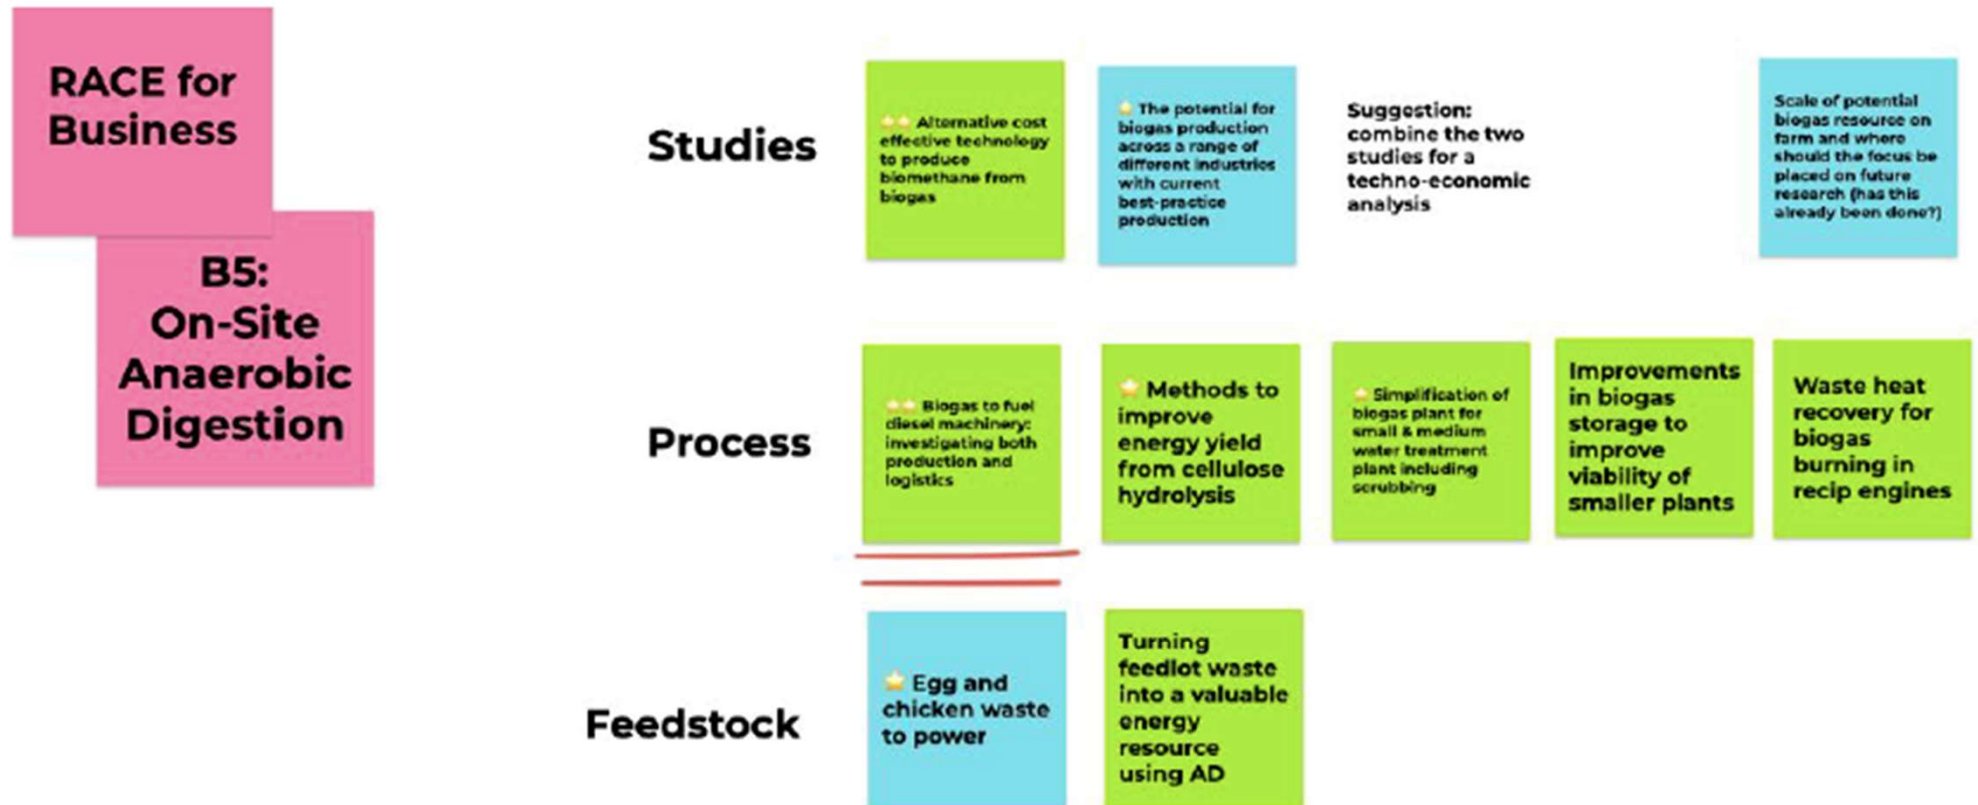 RACE for
Business
B5:
On-Site
Anaerobic
Digestion
Studies
Alternative cost
effective technology
to produce
biomethane from
biogas
The potential for
biogas production
across a range of
different industries
with current
best-practice
production
Suggestion:
combine the two
studies for a
techno-economic
analysis
Scale of potential
biogas resource on
farm and where
should the focus be
placed on future
research (has this
already been done?)
Process
Biogas to fuel
diesel machinery:
investigating both
production and
logistics
Methods to
improve
energy yield
from cellulose
hydrolysis
Simplification of
biogas plant for
small & medium
water treatment
plant including
scrubbing
Improvements
in biogas
storage to
improve
viability of
smaller plants
Waste heat
recovery for
biogas
burning in
recip engines
Feedstock
Egg and
chicken waste
to power
Turning
feedlot waste
into a valuable
energy
resource
using AD